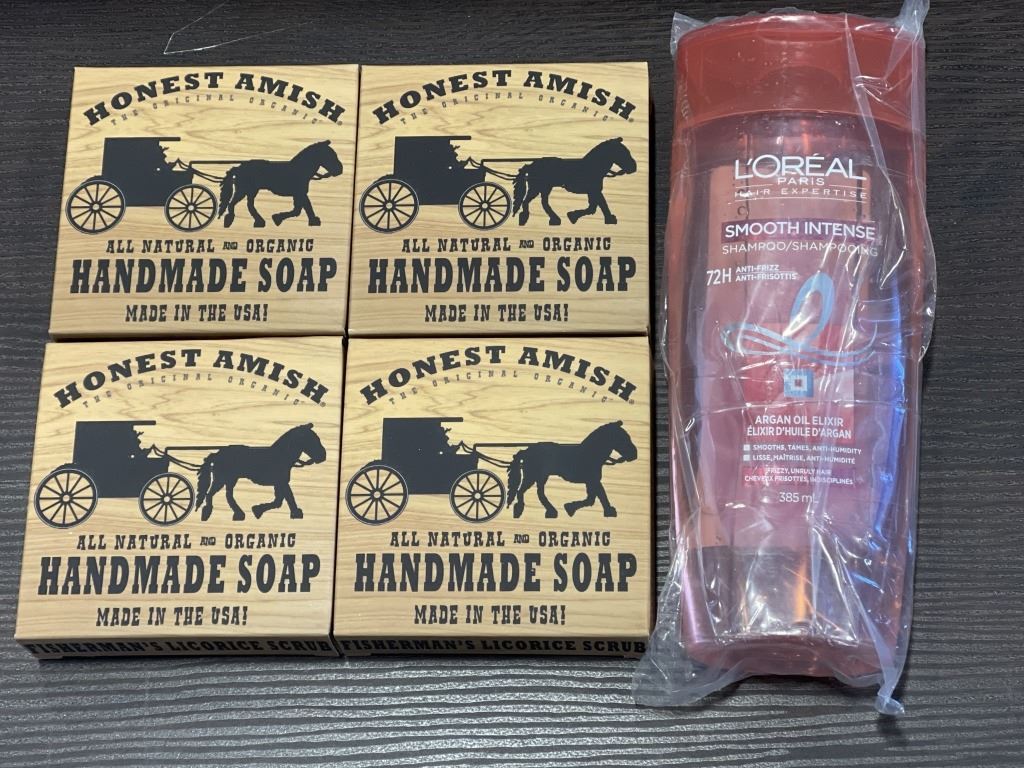 HONEST AMISH
THE ORIGINAL ORGANIC
ALL NATURAL AND ORGANIC
HANDMADE SOAP
MADE IN THE USA!
HONEST AMISH
THE ORIGINAL ORGANIC
ALL NATURAL AND ORGANIC
HANDMADE SOAP
MADE IN THE USA!
HONEST AMISH
THE ORIGINAL ORGANIC
ALL NATURAL AND ORGANIC
HANDMADE SOAP
MADE IN THE USA!
FISHERMAN'S LICORICE SCRUB
HONEST AMISH
THE ORIGINAL ORGANIC
ALL NATURAL AND ORGANIC
HANDMADE SOAP
MADE IN THE USA!
FISHERMAN'S LICORICE SCRUB
L'ORÉAL
PARIS
HAIR EXPERTISE
SMOOTH INTENSE
SHAMPOO/SHAMPOOING
72H ANTI-FRIZZ
ANTI-FRISOTTIS
ARGAN OIL ELIXIR
ÉLIXIR D'HUILE D'ARGAN
SMOOTHS, TAMES, ANTI-HUMIDITY
LISSE, MAÎTRISE, ANTI-HUMIDITÉ
FRIZZY, UNRULY HAIR
CHEVEUX FRISOTTÉS, INDISCIPLINÉS
385 mL